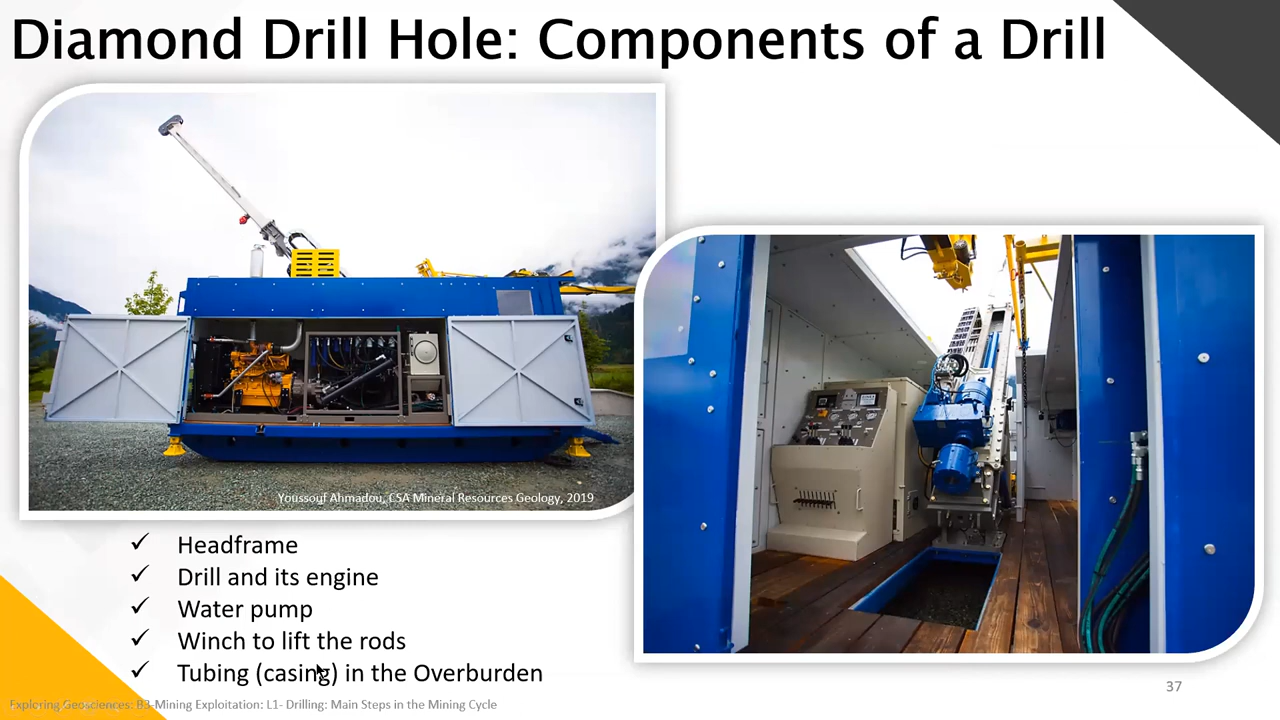 Diamond Drill Hole: Components of a Drill
Youssouf Ahmadou, CSA Mineral Resources Geology, 2019
✓ Headframe
✓ Drill and its engine
✓ Water pump
✓ Winch to lift the rods
✓ Tubing (casing) in the Overburden
37
Exploring Geosciences: B3-Mining Exploitation: L1- Drilling: Main Steps in the Mining Cycle